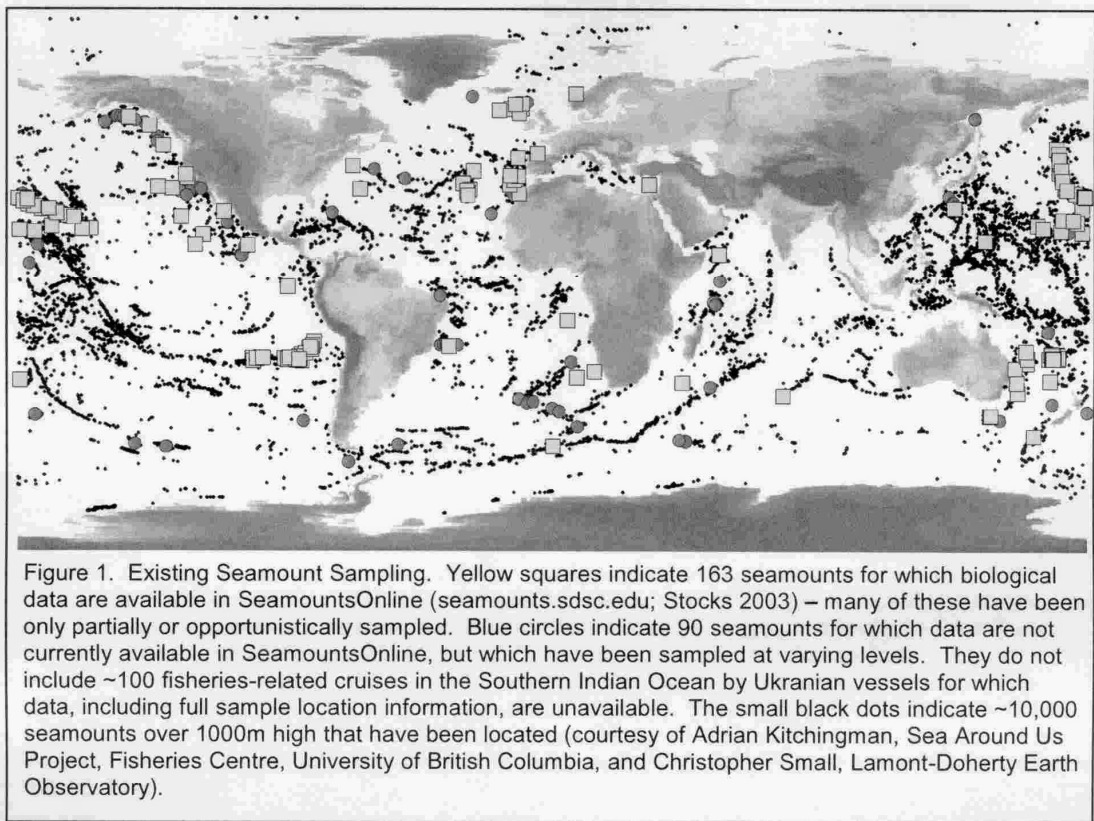 Figure 1. Existing Seamount Sampling. Yellow squares indicate 163 seamounts for which biological
data are available in SeamountsOnline (seamounts.sdsc.edu; Stocks 2003) – many of these have been
only partially or opportunistically sampled. Blue circles indicate 90 seamounts for which data are not
currently available in SeamountsOnline, but which have been sampled at varying levels. They do not
include ~100 fisheries-related cruises in the Southern Indian Ocean by Ukranian vessels for which
data, including full sample location information, are unavailable. The small black dots indicate ~10,000
seamounts over 1000m high that have been located (courtesy of Adrian Kitchingman, Sea Around Us
Project, Fisheries Centre, University of British Columbia, and Christopher Small, Lamont-Doherty Earth
Observatory).